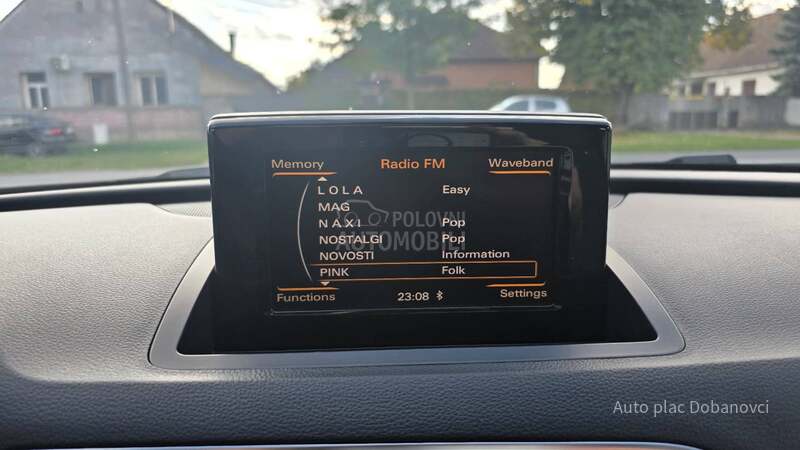 Memory Radio FM Waveband
LOLA Easy
MAG
NAXI Pop
NOSTALGI Pop
NOVOSTI Information
PINK Folk
Functions 23:08 Settings
POLOVNI
AUTOMOBILI
Auto plac Dobanovci